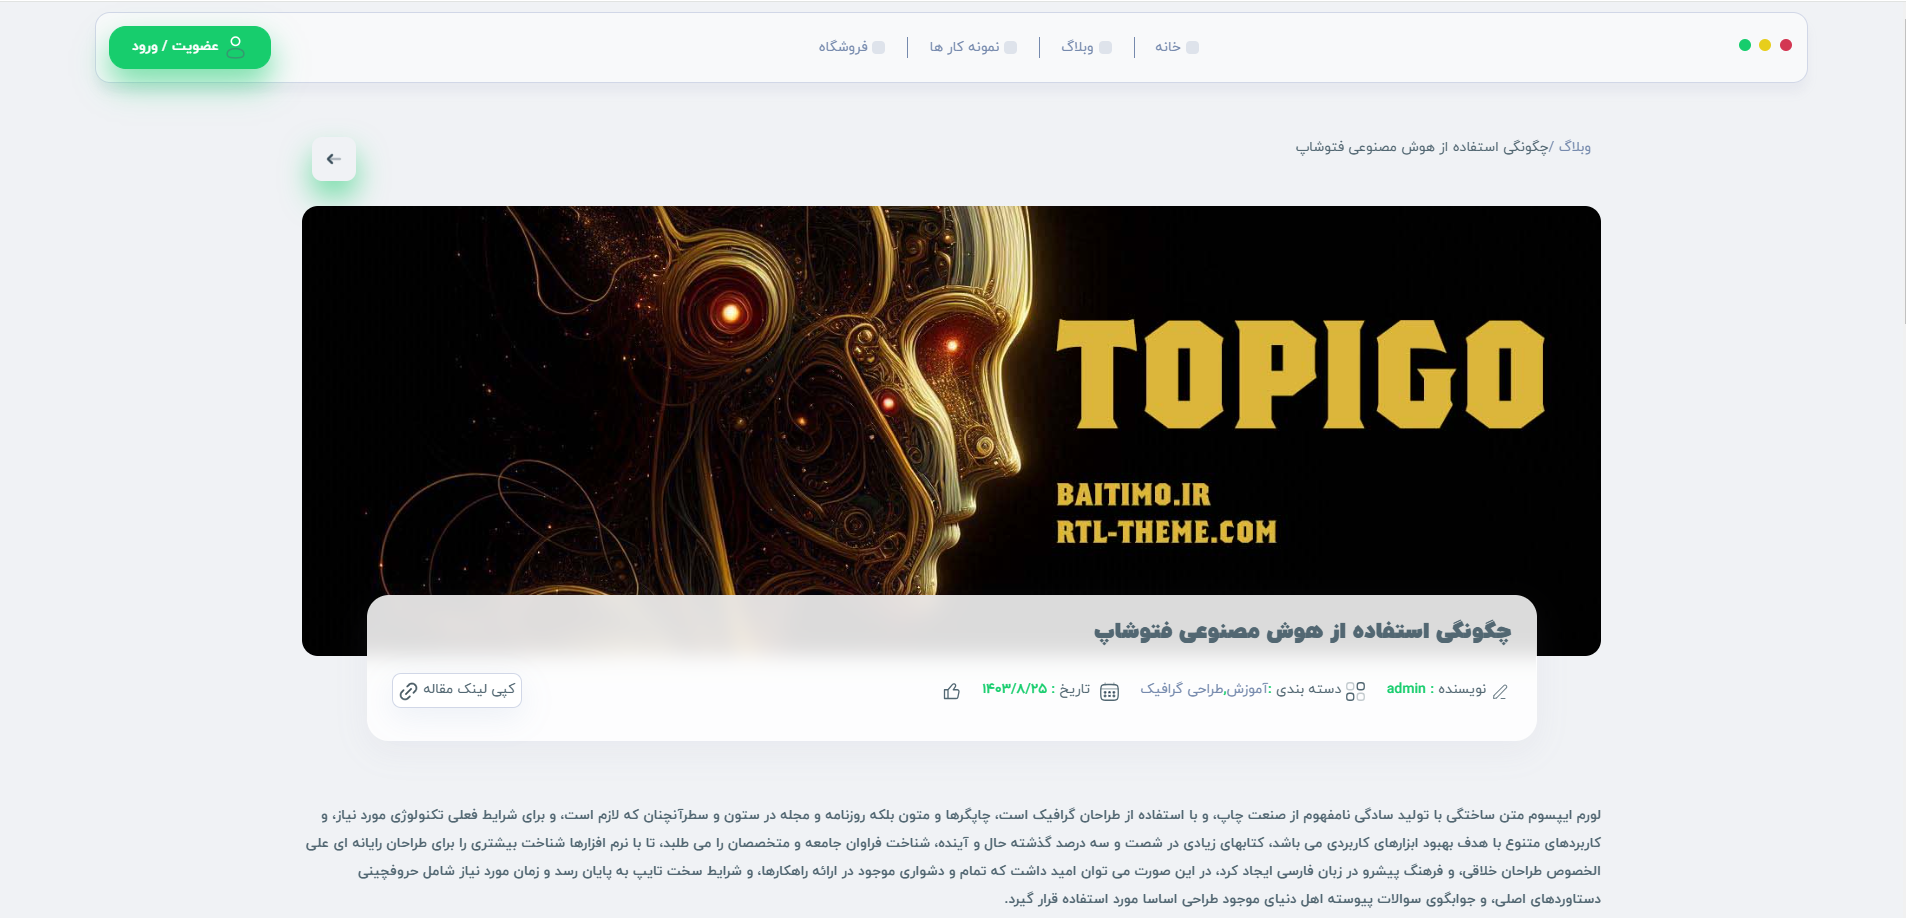 خانه
وبلاگ
نمونه کار ها
فروشگاه
عضویت / ورود
وبلاگ /چگونگی استفاده از هوش مصنوعی فتوشاپ
TOPIGO
BAITIMO.IR
RTL-THEME.COM
چگونگی استفاده از هوش مصنوعی فتوشاپ
نویسنده : admin
دسته بندی :آموزش,طراحی گرافیک
تاریخ : ۱۴۰۳/۸/۲۵
کپی لینک مقاله
لورم ایپسوم متن ساختگی با تولید سادگی نامفهوم از صنعت چاپ، و با استفاده از طراحان گرافیک است، چاپگرها و متون بلکه روزنامه و مجله در ستون و سطرآنچنان که لازم است، و برای شرایط فعلی تکنولوژی مورد نیاز، و
کاربردهای متنوع با هدف بهبود ابزارهای کاربردی می باشد، کتابهای زیادی در شصت و سه درصد گذشته حال و آینده، شناخت فراوان جامعه و متخصصان را می طلبد، تا با نرم افزارها شناخت بیشتری را برای طراحان رایانه ای علی
الخصوص طراحان خلاقی، و فرهنگ پیشرو در زبان فارسی ایجاد کرد، در این صورت می توان امید داشت که تمام و دشواری موجود در ارائه راهکارها، و شرایط سخت تایپ به پایان رسد و زمان مورد نیاز شامل حروفچینی
دستاوردهای اصلی، و جوابگوی سوالات پیوسته اهل دنیای موجود طراحی اساسا مورد استفاده قرار گیرد.